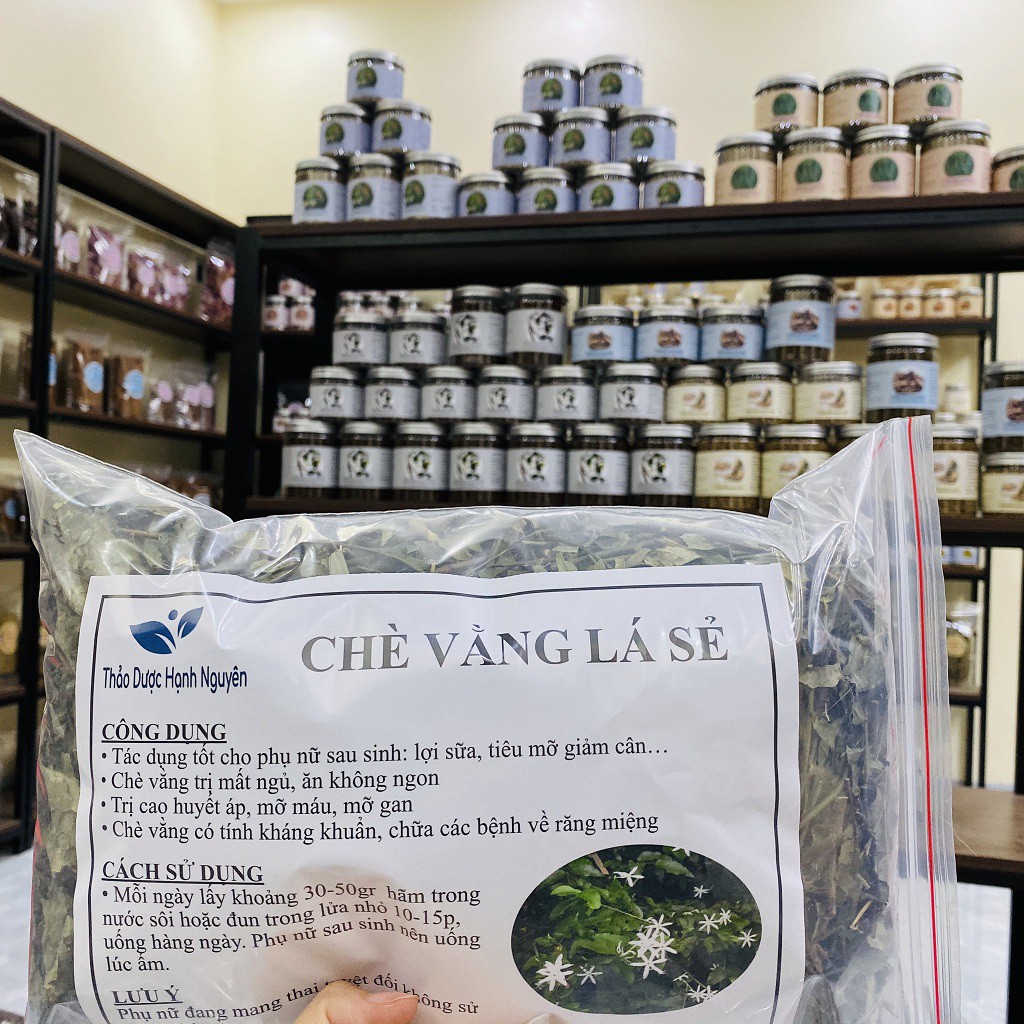 Thảo Dược Hạnh Nguyên
CHÈ VẰNG LÁ SẺ
CÔNG DỤNG
• Tác dụng tốt cho phụ nữ sau sinh: lợi sữa, tiêu mỡ giảm cân…
• Chè vằng trị mất ngủ, ăn không ngon
• Trị cao huyết áp, mỡ máu, mỡ gan
• Chè vằng có tính kháng khuẩn, chữa các bệnh về răng miệng
CÁCH SỬ DỤNG
• Mỗi ngày lấy khoảng 30-50gr hãm trong
nước sôi hoặc đun trong lửa nhỏ 10-15p,
uống hàng ngày. Phụ nữ sau sinh nên uống
lúc ấm.
LƯU Ý
Phụ nữ đang mang thai tuyệt đối không sử